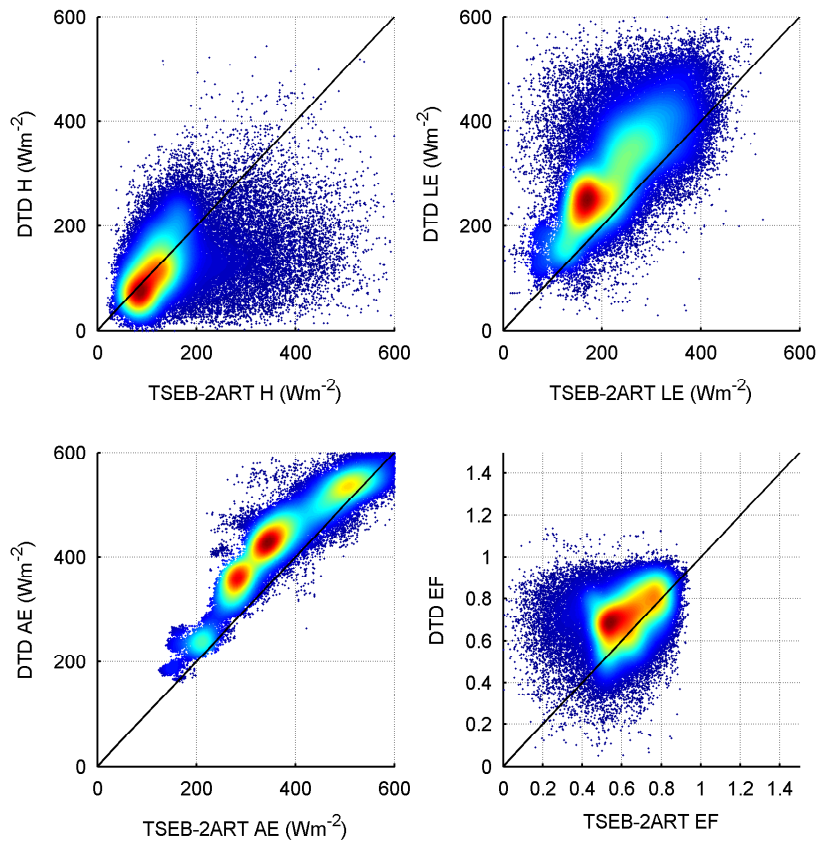 600
400
200
0
DTD H (Wm-2)
0 200 400 600
TSEB-2ART H (Wm-2)
600
400
200
0
DTD LE (Wm-2)
0 200 400 600
TSEB-2ART LE (Wm-2)
600
400
200
0
DTD AE (Wm-2)
0 200 400 600
TSEB-2ART AE (Wm-2)
1.4
1.2
1
0.8
0.6
0.4
0.2
0
DTD EF
0 0.2 0.4 0.6 0.8 1 1.2 1.4
TSEB-2ART EF